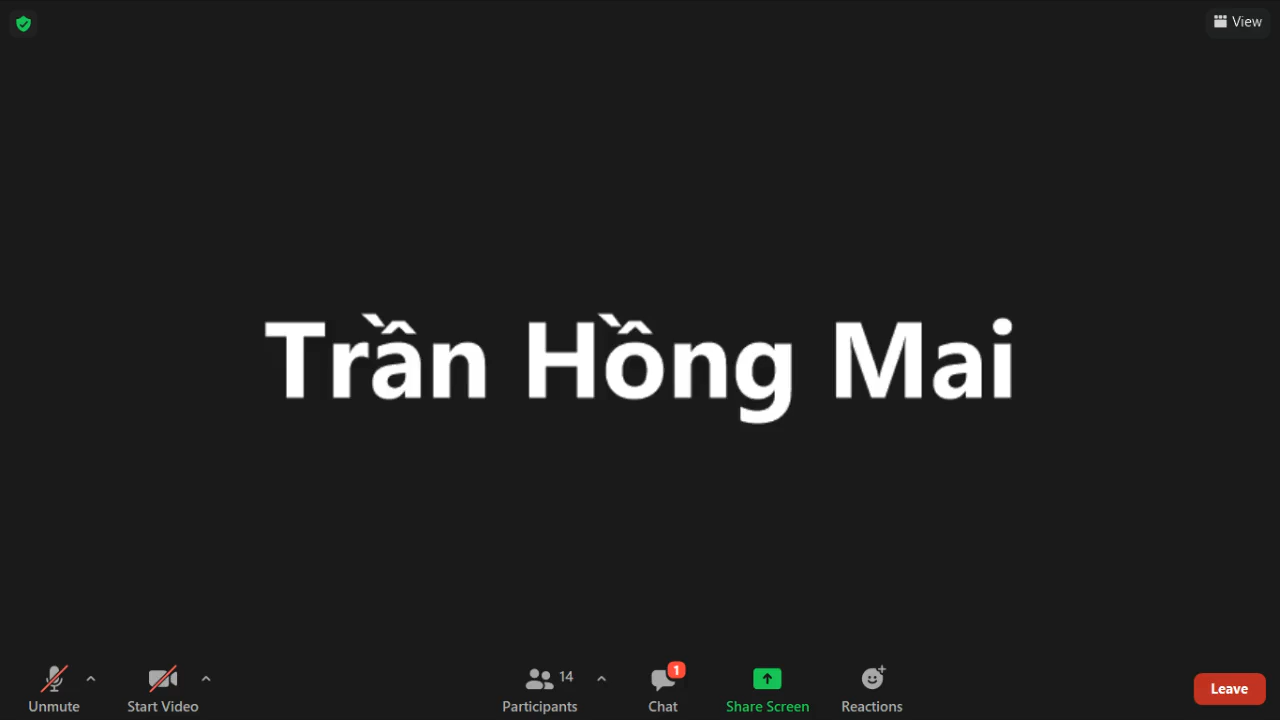 View
Trần Hồng Mai
14
1
Unmute
Start Video
Participants
Chat
Share Screen
Reactions
Leave